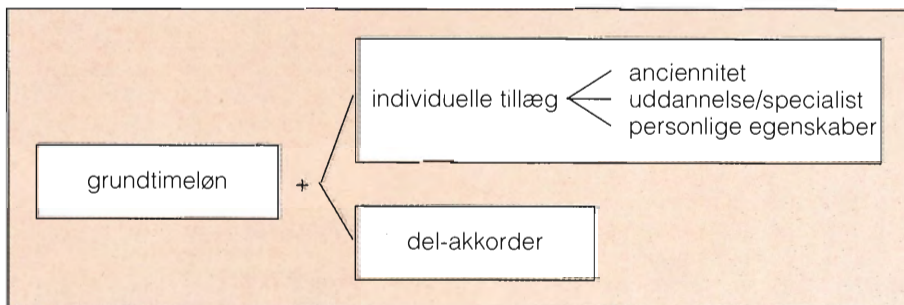 grundtimeløn
+
individuelle tillæg
anciennitet
uddannelse/specialist
personlige egenskaber
del-akkorder